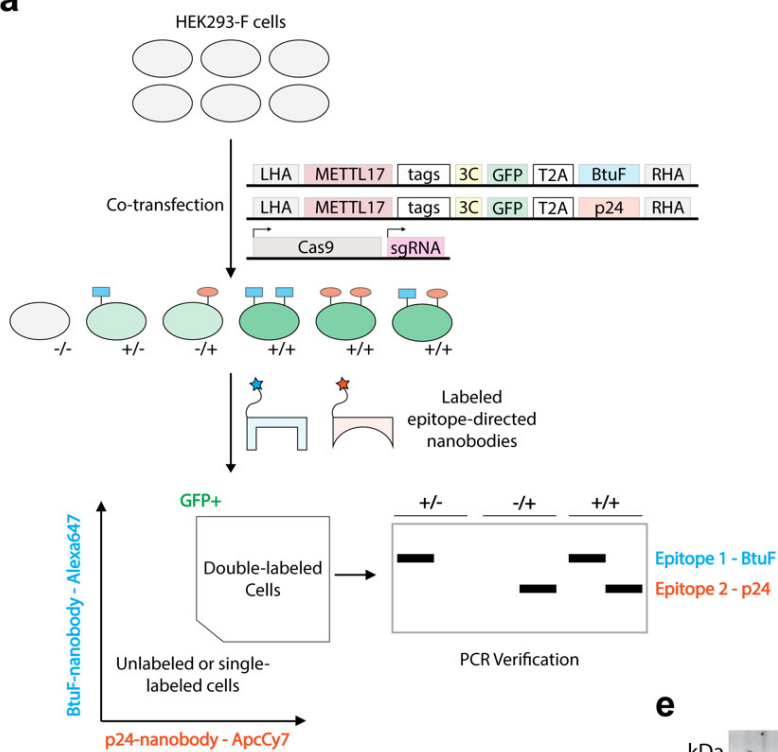 a
HEK293-F cells
Co-transfection
LHA METTL17 tags 3C GFP T2A BtuF RHA
LHA METTL17 tags 3C GFP T2A p24 RHA
Cas9 sgRNA
-/- +/- -/+ +/+ +/+ +/+
Labeled
epitope-directed
nanobodies
GFP+
BtuF-nanobody - Alexa647
Double-labeled
Cells
Unlabeled or single-
labeled cells
p24-nanobody - ApcCy7
+/- -/+ +/+
Epitope 1 - BtuF
Epitope 2 - p24
PCR Verification
e
kDa